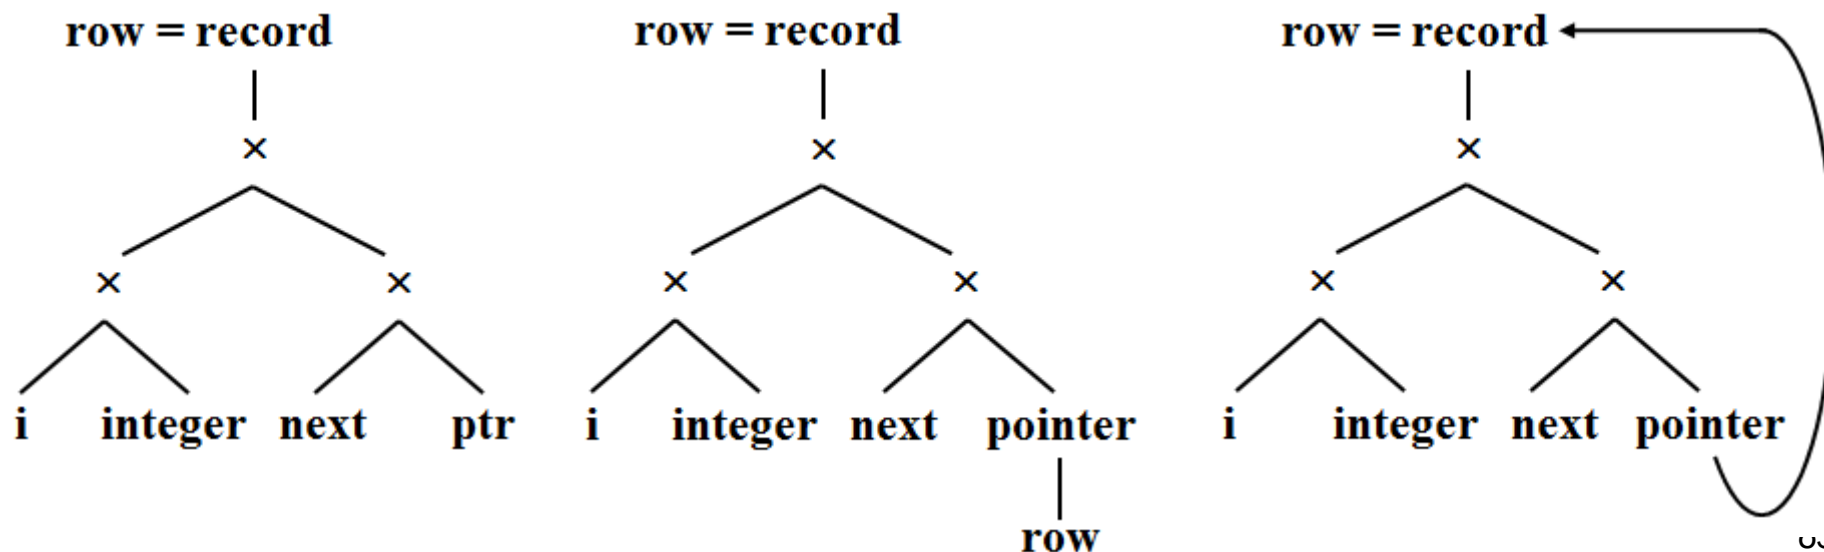 row = record row = record row = record
× × ×
× × × × × ×
i integer next ptr i integer next pointer i integer next pointer
row